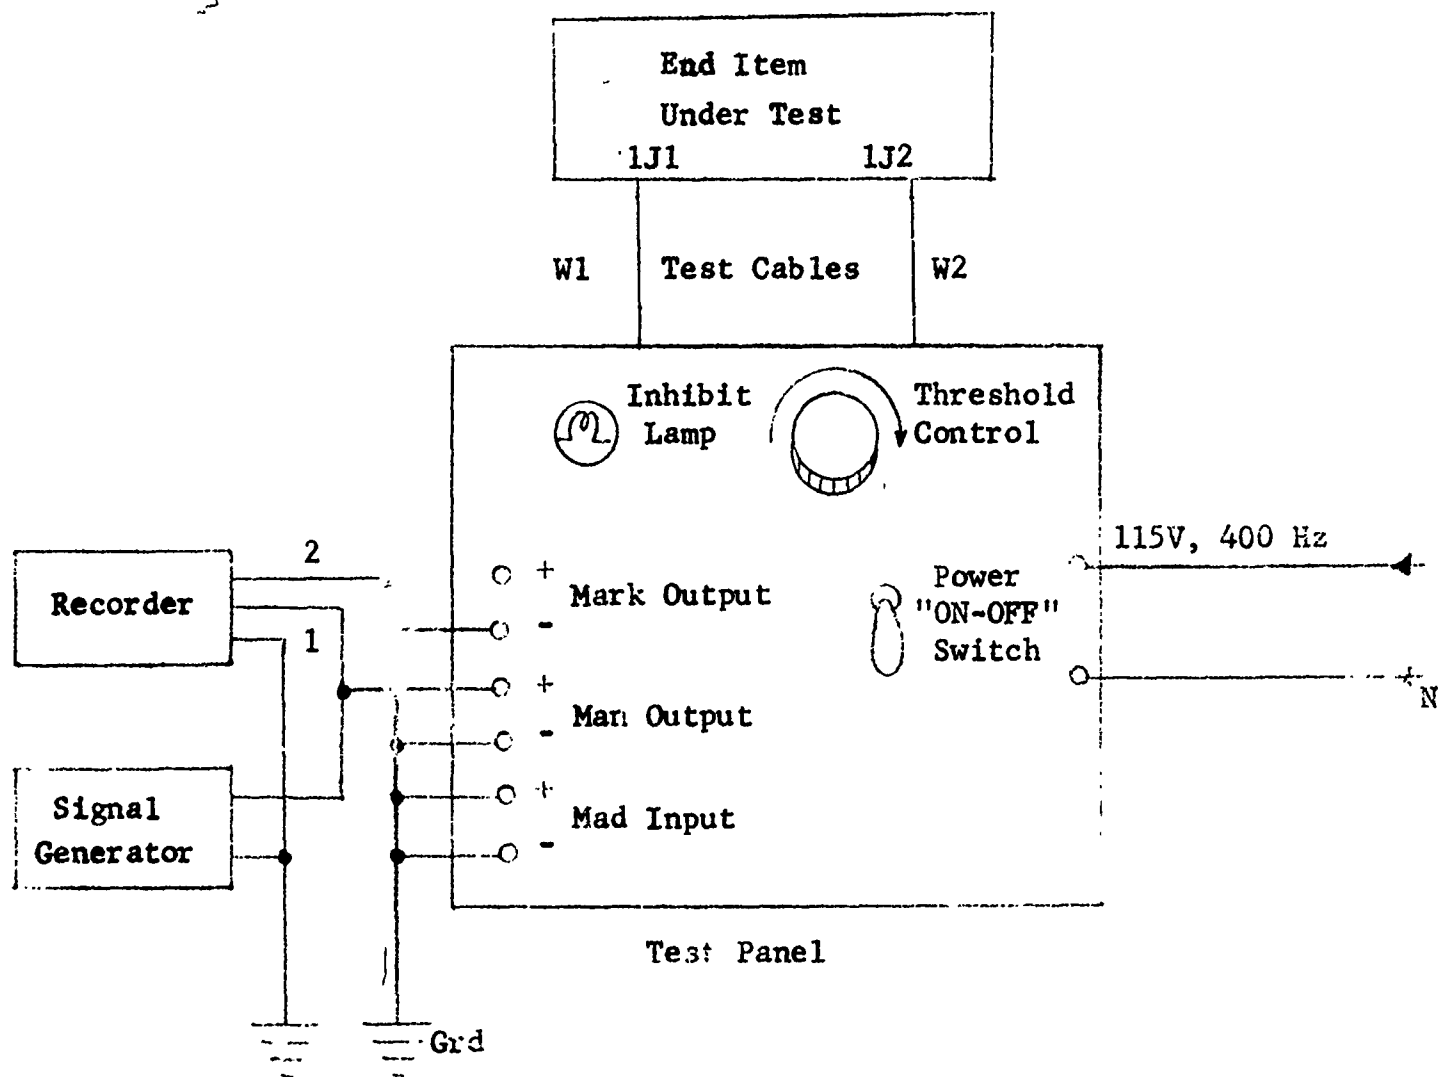 End Item
Under Test
1J1 1J2
W1 Test Cables W2
Inhibit
Lamp
Threshold
Control
115V, 400 Hz
2
Recorder
1
+
Mark Output
-
Power
"ON-OFF"
Switch
+
Man Output
-
N
+
Mad Input
-
Signal
Generator
Test Panel
Grd